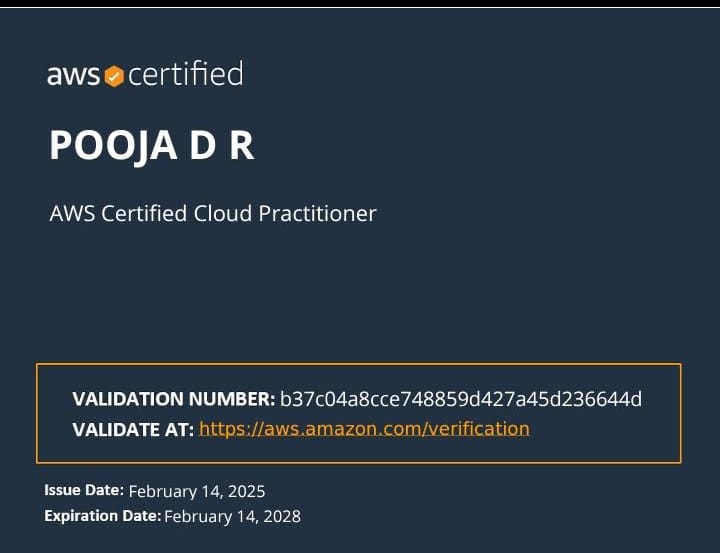 aws certified
POOJA D R
AWS Certified Cloud Practitioner
VALIDATION NUMBER: b37c04a8cce748859d427a45d236644d
VALIDATE AT: https://aws.amazon.com/verification
Issue Date: February 14, 2025
Expiration Date: February 14, 2028